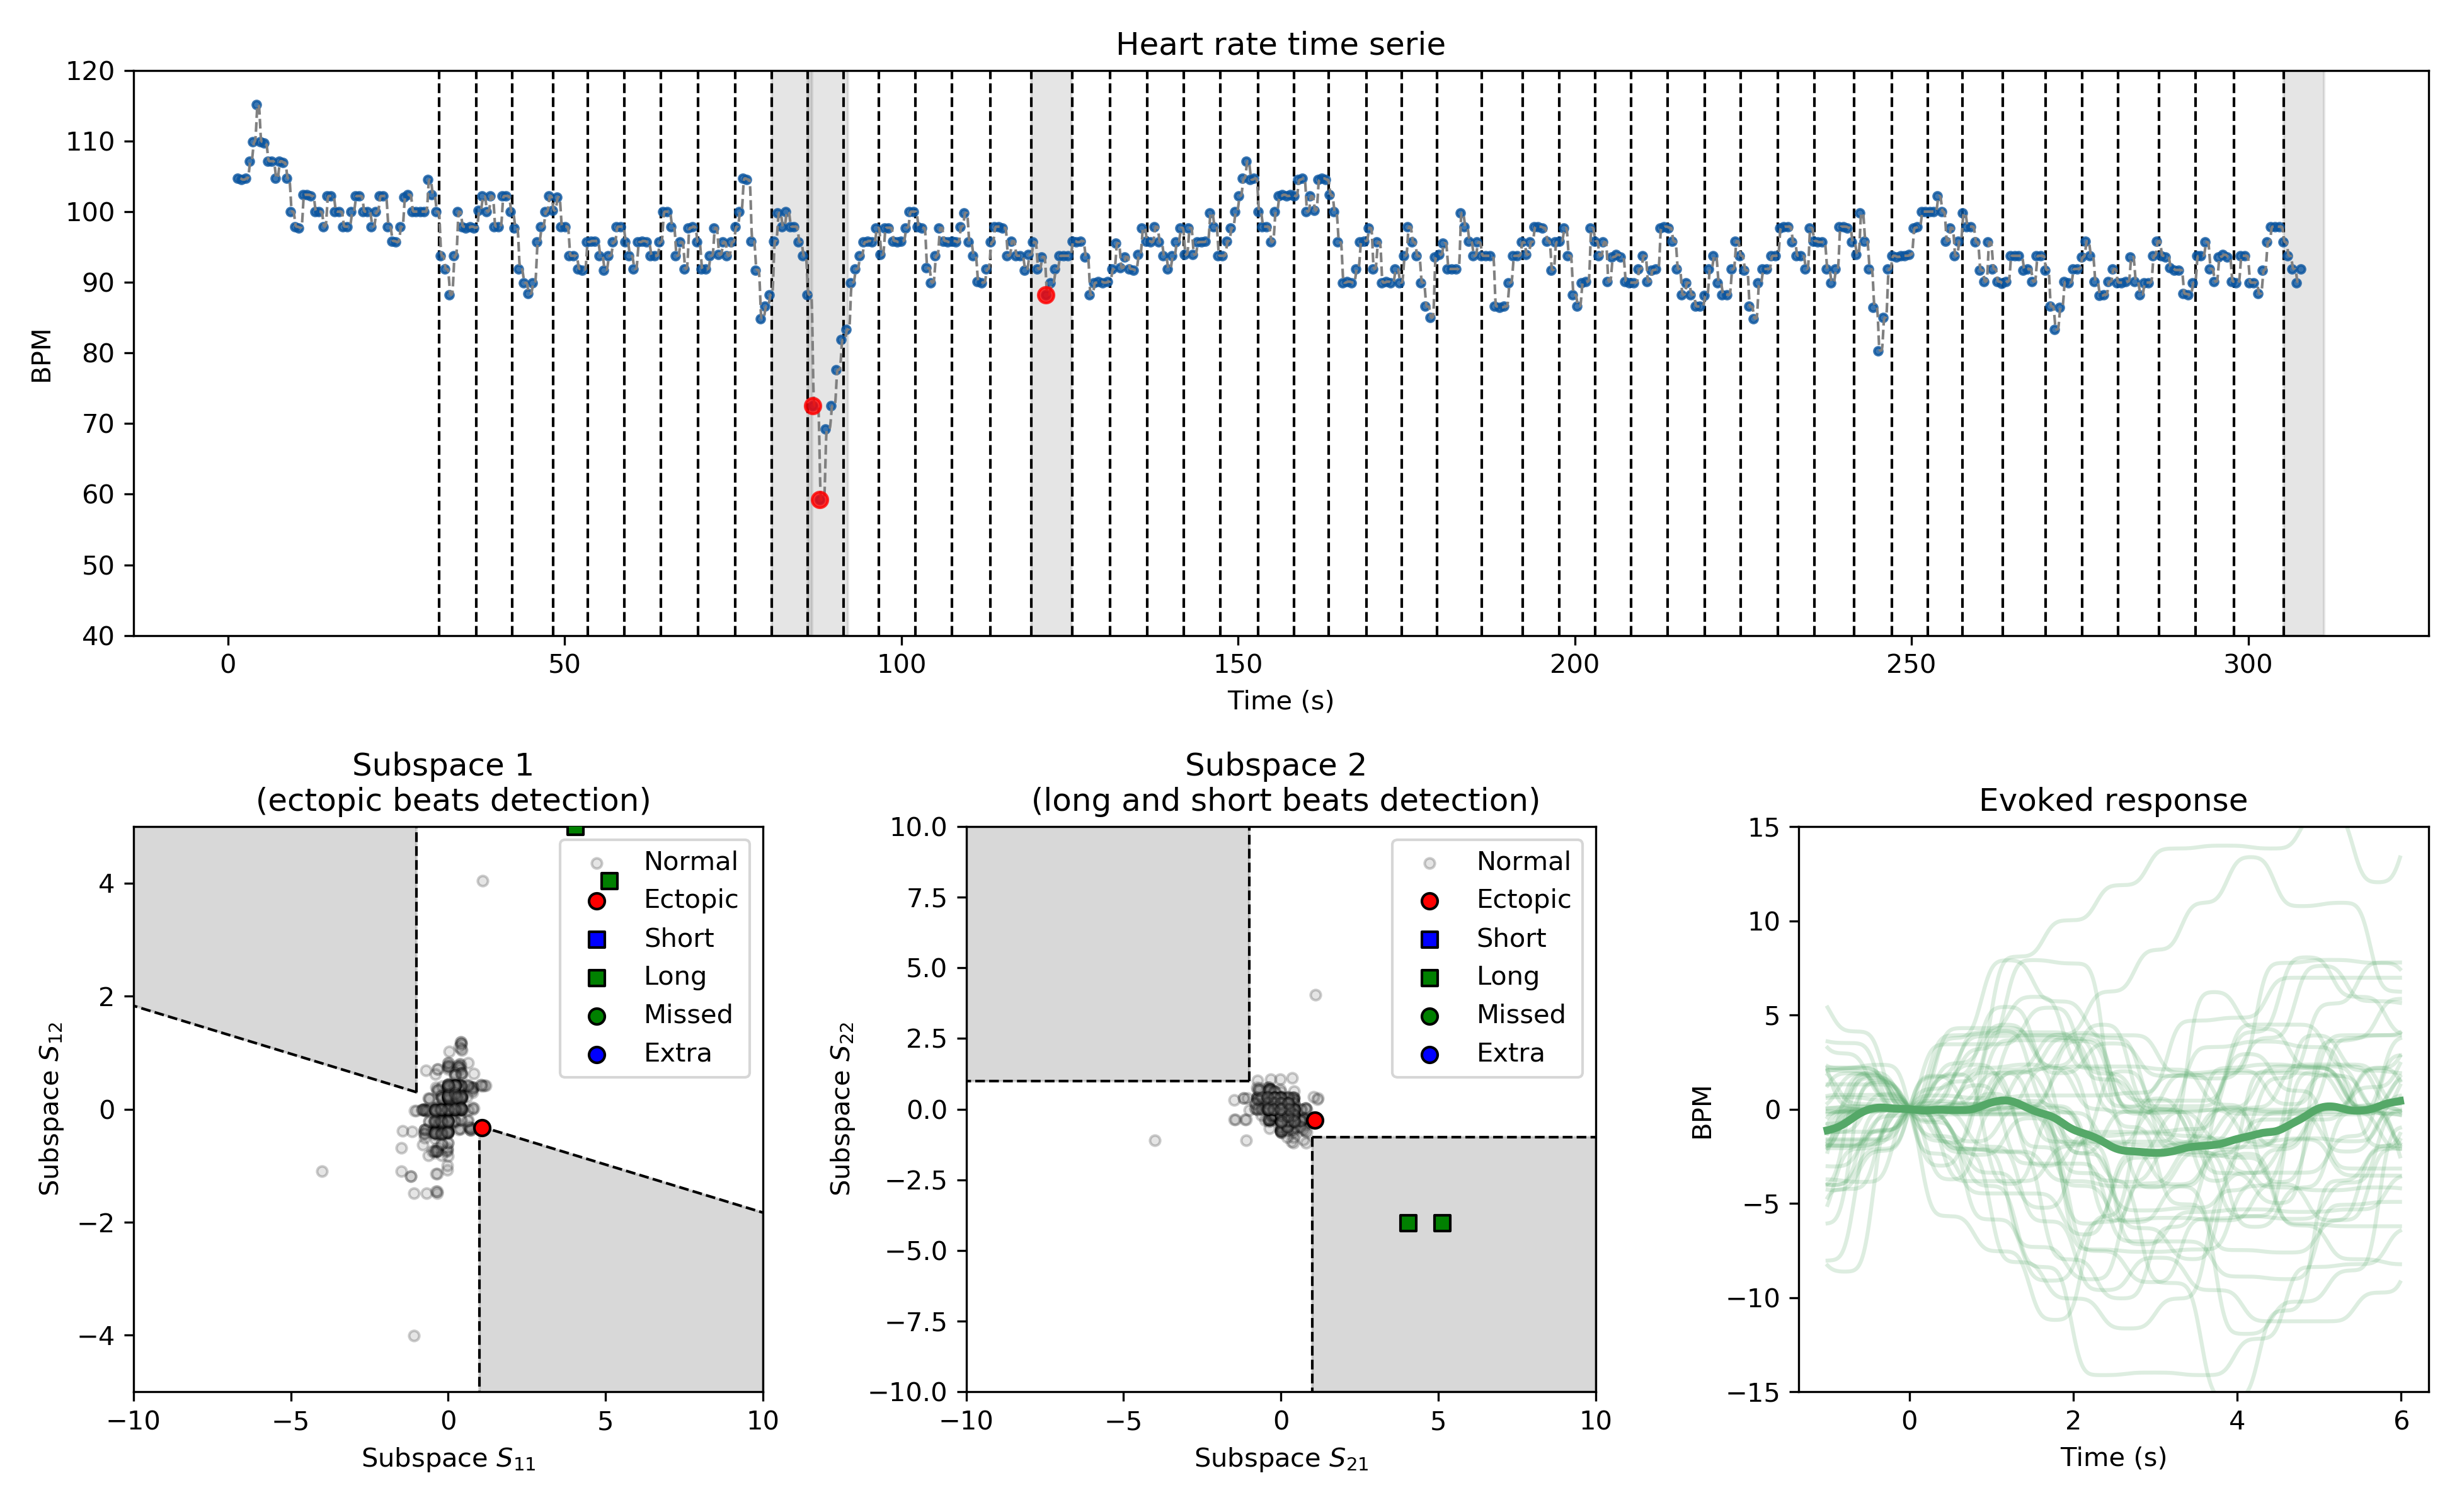 Heart rate time serie
120
110
100
90
80
70
60
50
40
BPM
0 50 100 150 200 250 300
Time (s)
Subspace 1
(ectopic beats detection)
4
2
0
−2
−4
Subspace S12
−10 −5 0 5 10
Subspace S11
Normal
Ectopic
Short
Long
Missed
Extra
Subspace 2
(long and short beats detection)
10.0
7.5
5.0
2.5
0.0
−2.5
−5.0
−7.5
−10.0
Subspace S22
−10 −5 0 5 10
Subspace S21
Normal
Ectopic
Short
Long
Missed
Extra
Evoked response
15
10
5
0
−5
−10
−15
BPM
0 2 4 6
Time (s)